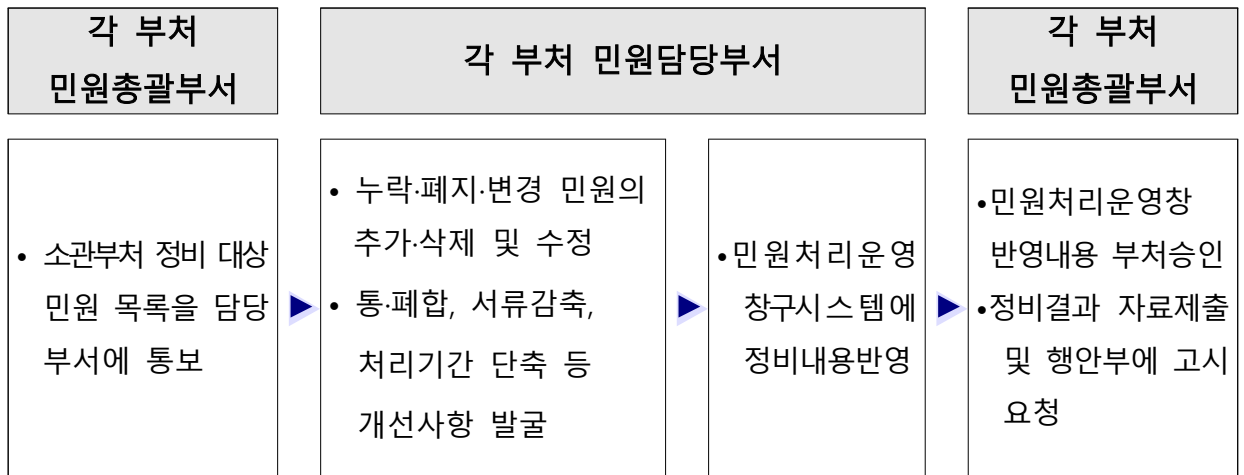 각 부처
민원총괄부서
각 부처 민원담당부서
각 부처
민원총괄부서
• 소관부처 정비 대상
민원 목록을 담당
부서에 통보
• 누락·폐지·변경 민원의
추가·삭제 및 수정
• 통·폐합, 서류감축,
처리기간 단축 등
개선사항 발굴
•민원처리운영
창구시스템에
정비내용반영
•민원처리운영창
반영내용 부처승인
•정비결과 자료제출
및 행안부에 고시
요청